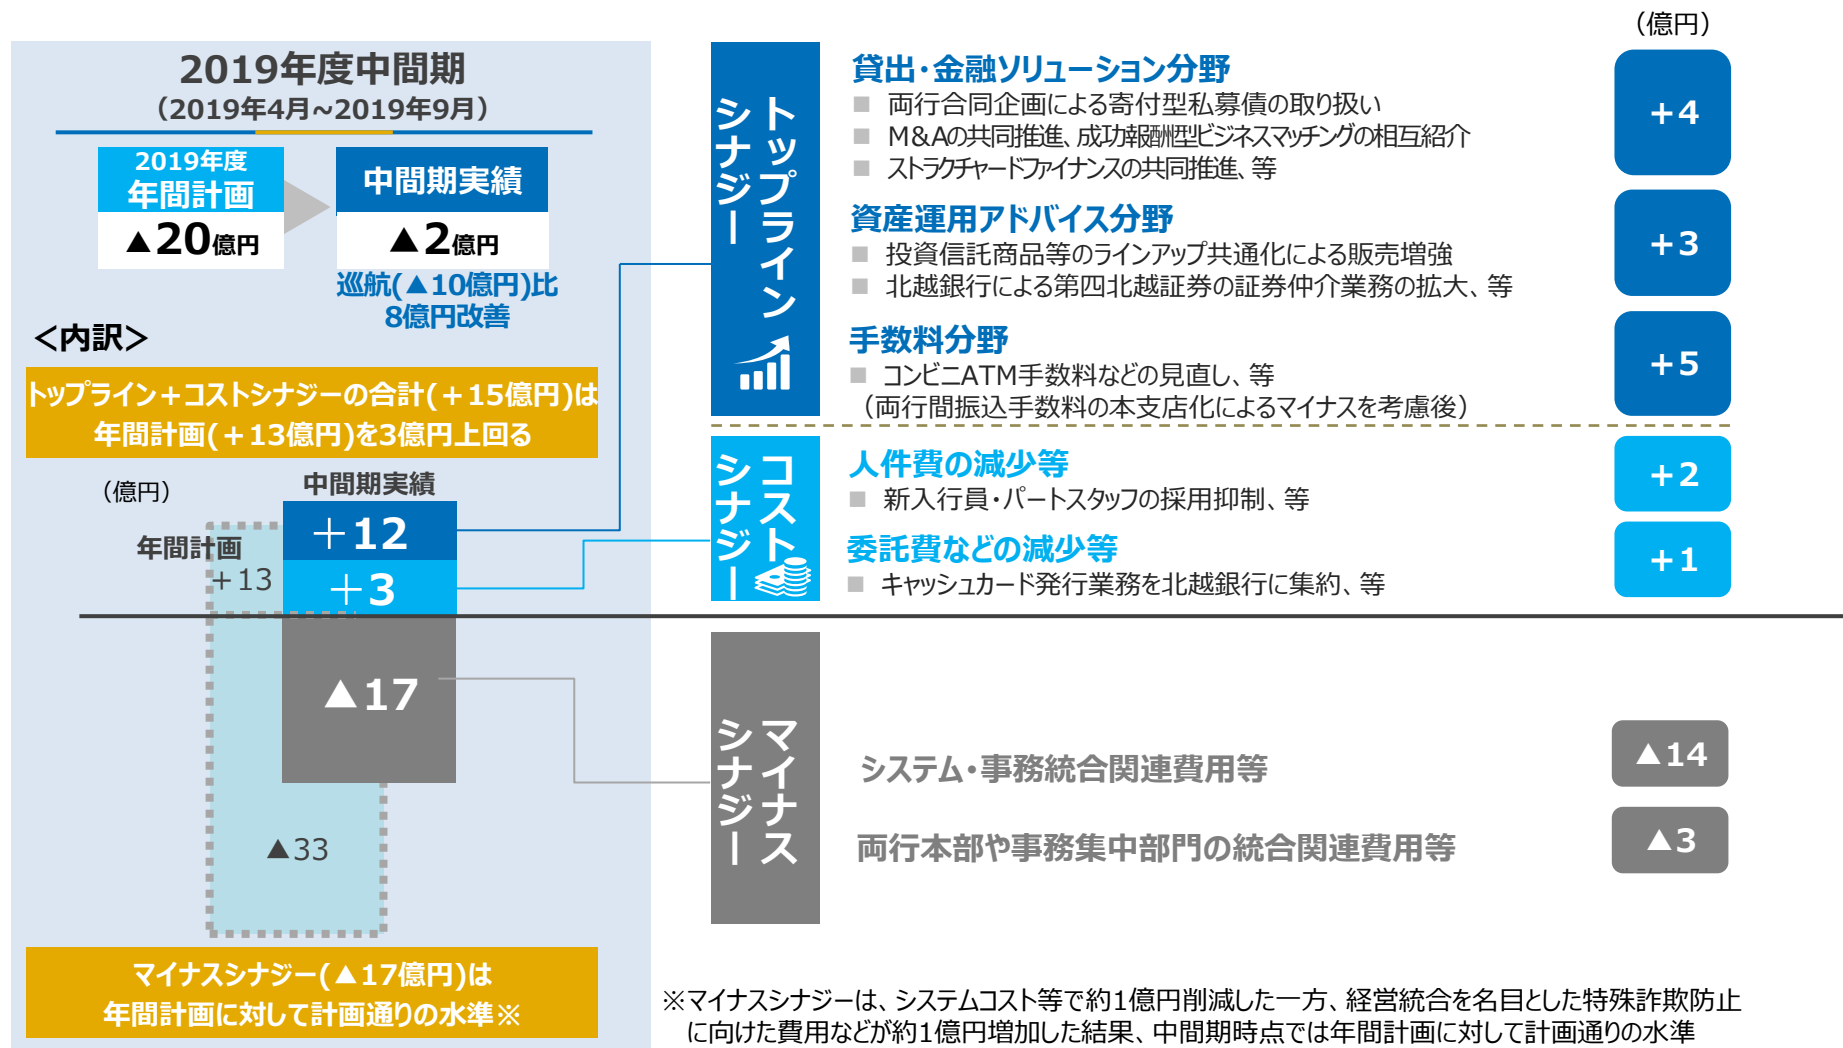 2019年度中間期
（2019年4月~2019年9月）
2019年度
年間計画
▲20億円
中間期実績
▲2億円
巡航(▲10億円)比
8億円改善
＜内訳＞
トップライン＋コストシナジーの合計(＋15億円)は
年間計画(＋13億円)を3億円上回る
（億円）
中間期実績
年間計画
＋13
＋12
＋3
▲17
▲33
マイナスシナジー(▲17億円)は
年間計画に対して計画通りの水準※
（億円）
トップライン
シナジー
貸出・金融ソリューション分野
■ 両行合同企画による寄付型私募債の取り扱い
■ M&Aの共同推進、成功報酬型ビジネスマッチングの相互紹介
■ ストラクチャードファイナンスの共同推進、等
＋4
資産運用アドバイス分野
■ 投資信託商品等のラインアップ共通化による販売増強
■ 北越銀行による第四北越証券の証券仲介業務の拡大、等
＋3
手数料分野
■ コンビニATM手数料などの見直し、等
（両行間振込手数料の本支店化によるマイナスを考慮後）
＋5
コスト
シナジー
人件費の減少等
■ 新入行員・パートスタッフの採用抑制、等
＋2
委託費などの減少等
■ キャッシュカード発行業務を北越銀行に集約、等
＋1
マイナス
シナジー
システム・事務統合関連費用等
▲14
両行本部や事務集中部門の統合関連費用等
▲3
※マイナスシナジーは、システムコスト等で約1億円削減した一方、経営統合を名目とした特殊詐欺防止
に向けた費用などが約1億円増加した結果、中間期時点では年間計画に対して計画通りの水準